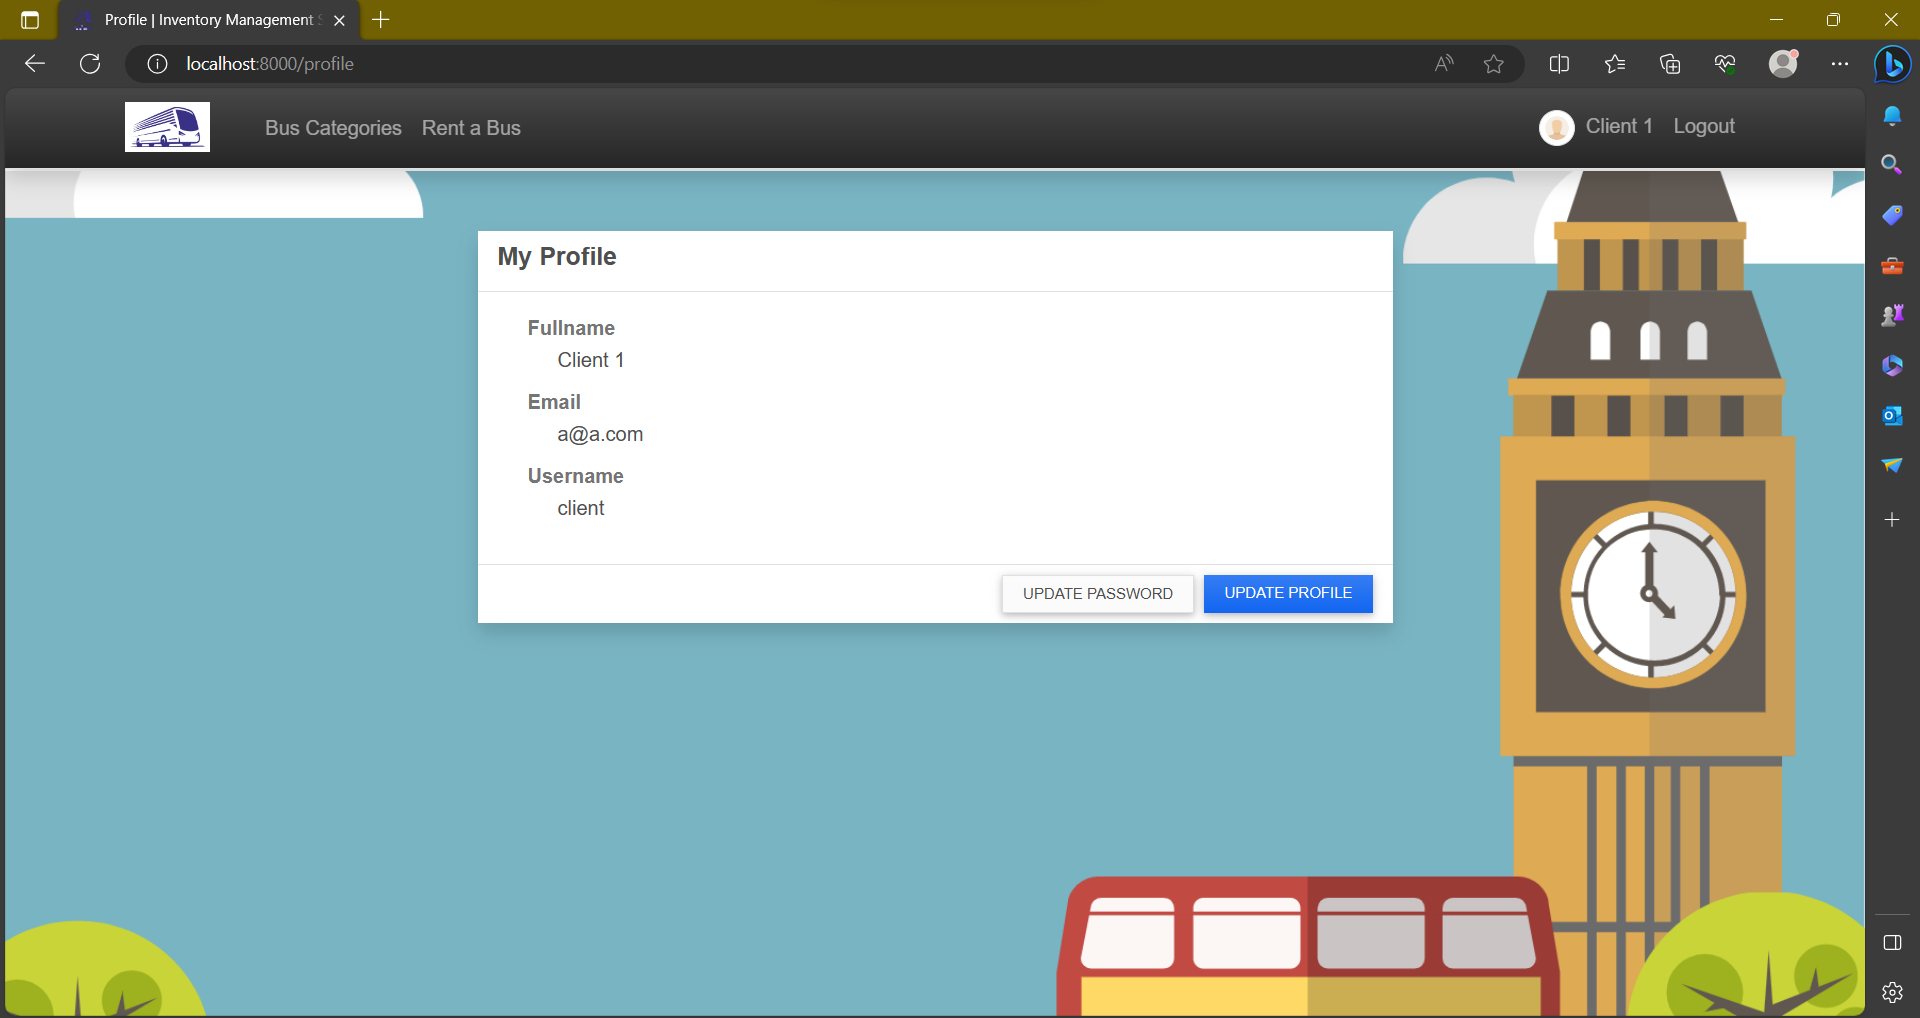 Profile | Inventory Management S
localhost:8000/profile
Bus Categories Rent a Bus
Client 1 Logout
My Profile
Fullname
Client 1
Email
a@a.com
Username
client
UPDATE PASSWORD UPDATE PROFILE